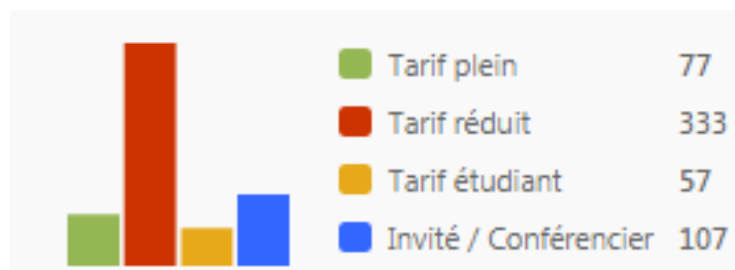 Tarif plein 77
Tarif réduit 333
Tarif étudiant 57
Invité / Conférencier 107